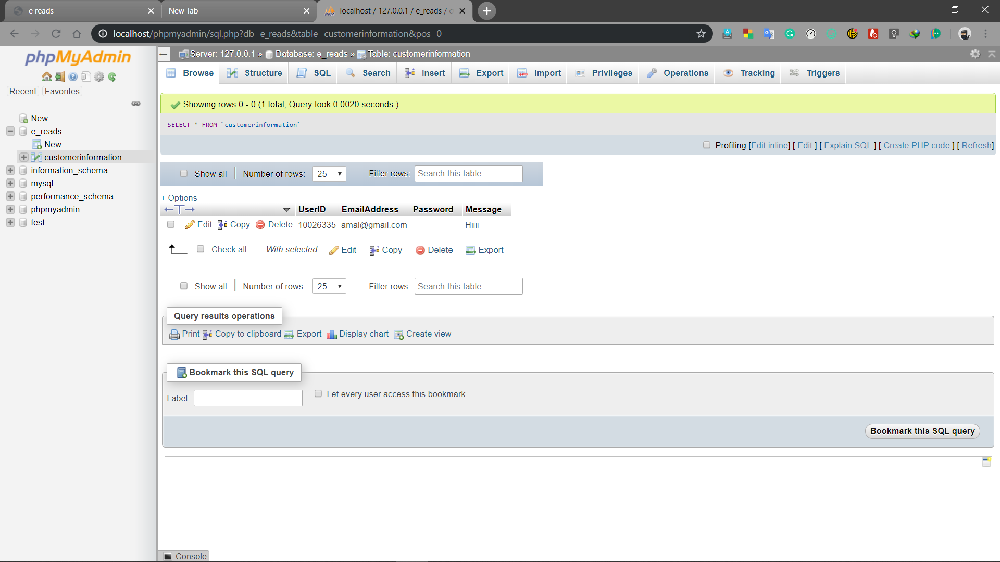 e reads
New Tab
localhost / 127.0.0.1 / e_reads / c
localhost/phpmyadmin/sql.php?db=e_reads&table=customerinformation&pos=0
phpMyAdmin
Recent
Favorites
New
e_reads
New
customerinformation
information_schema
mysql
performance_schema
phpmyadmin
test
Server: 127.0.0.1 » Database: e_reads » Table: customerinformation
Browse
Structure
SQL
Search
Insert
Export
Import
Privileges
Operations
Tracking
Triggers
Showing rows 0 - 0 (1 total, Query took 0.0020 seconds.)
SELECT * FROM `customerinformation`
Profiling [Edit inline] [ Edit ] [ Explain SQL ] [ Create PHP code ] [ Refresh]
Show all
Number of rows:
25
Filter rows:
Search this table
+ Options
UserID
EmailAddress
Password
Message
Edit
Copy
Delete
10026335
amal@gmail.com
Hiiii
Check all
With selected:
Edit
Copy
Delete
Export
Show all
Number of rows:
25
Filter rows:
Search this table
Query results operations
Print
Copy to clipboard
Export
Display chart
Create view
Bookmark this SQL query
Label:
Let every user access this bookmark
Bookmark this SQL query
Console